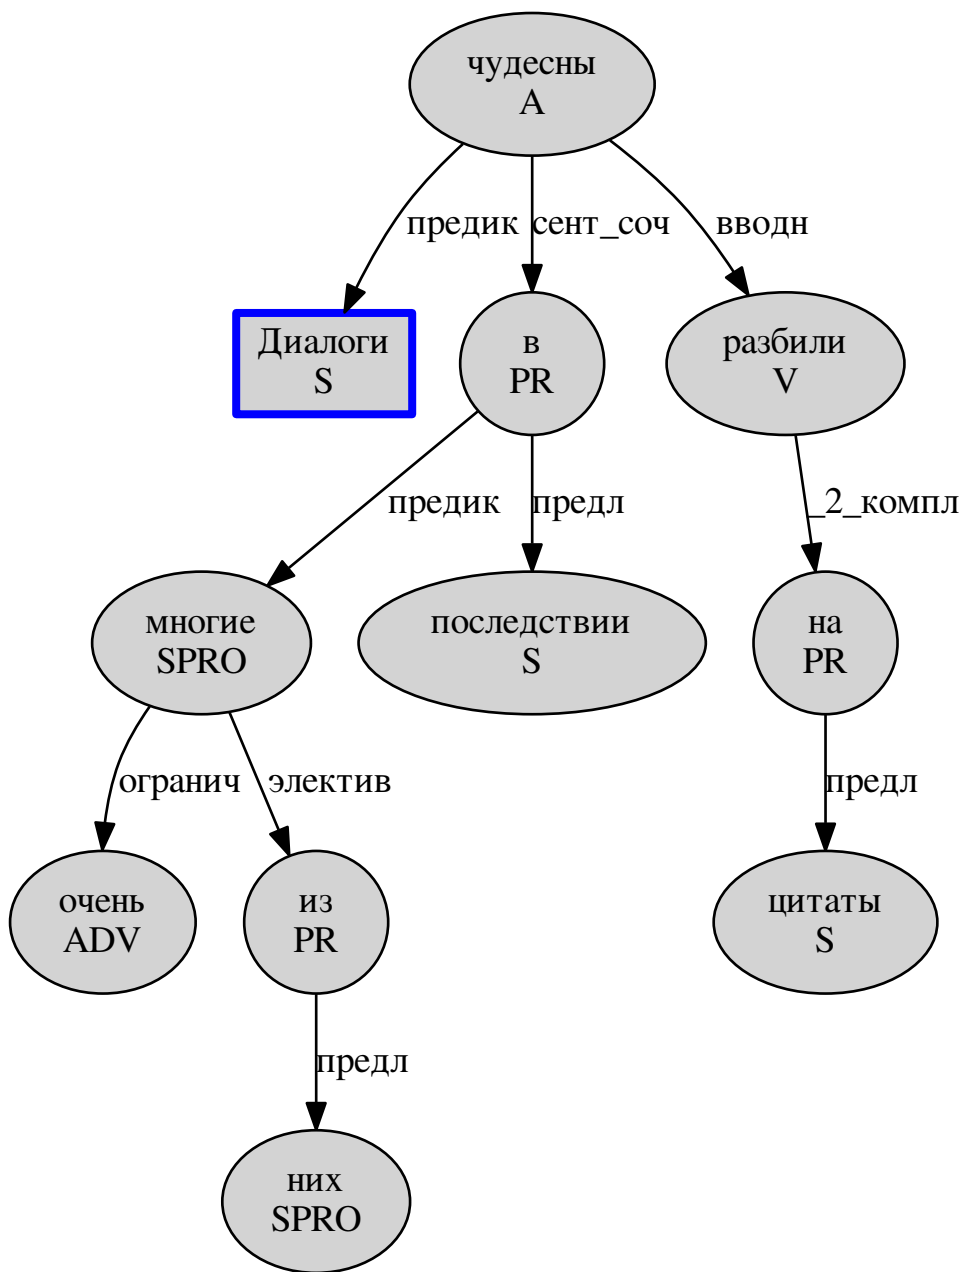 чудесны
A
предик
сент_соч
вводн
Диалоги
S
в
PR
разбили
V
предик
предл
_2_компл
многие
SPRO
последствии
S
на
PR
огранич
электив
предл
очень
ADV
из
PR
цитаты
S
предл
них
SPRO